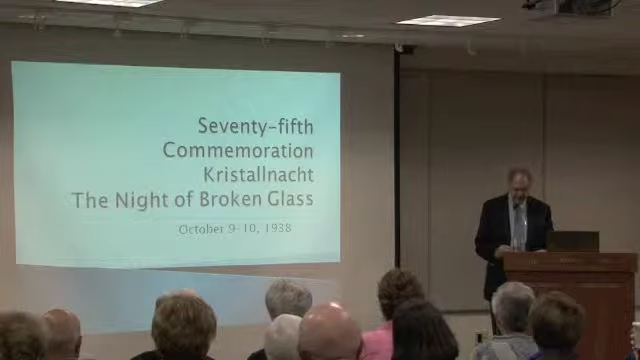 Seventy-fifth
Commemoration
Kristallnacht
The Night of Broken Glass
October 9-10, 1938